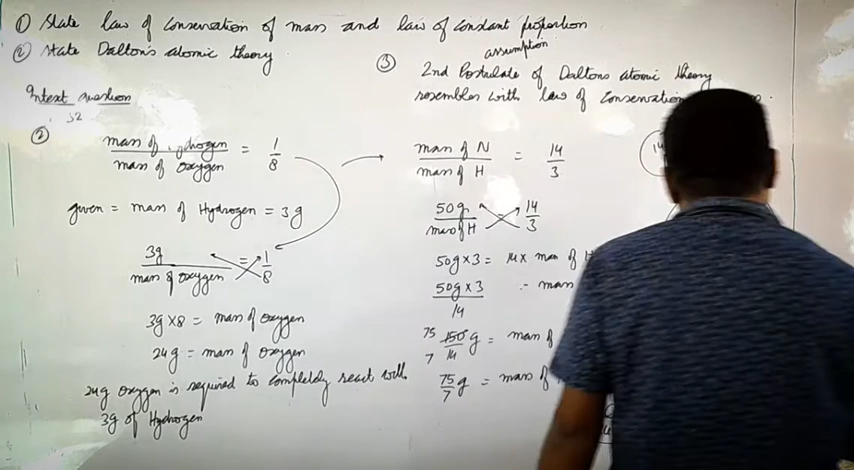 ① State law of conservation of mass and law of constant proportion
② State Dalton's atomic theory
③ assumption
2nd Postulate of Daltons atomic theory
resembles with law of conservation
Intext question
②
mass of hydrogen / mass of oxygen = 1/8
given = mass of Hydrogen = 3g
3g / mass of oxygen = 1/8
3g x 8 = mass of oxygen
24g = mass of oxygen
24g oxygen is required to completely react with
3g of Hydrogen
mass of N / mass of H = 14/3
50g / mass of H = 14/3
50g x 3 = 14 x mass of H
50g x 3 / 14 = mass
75 150 g / 7 14 = mass of
75/7 g = mass of